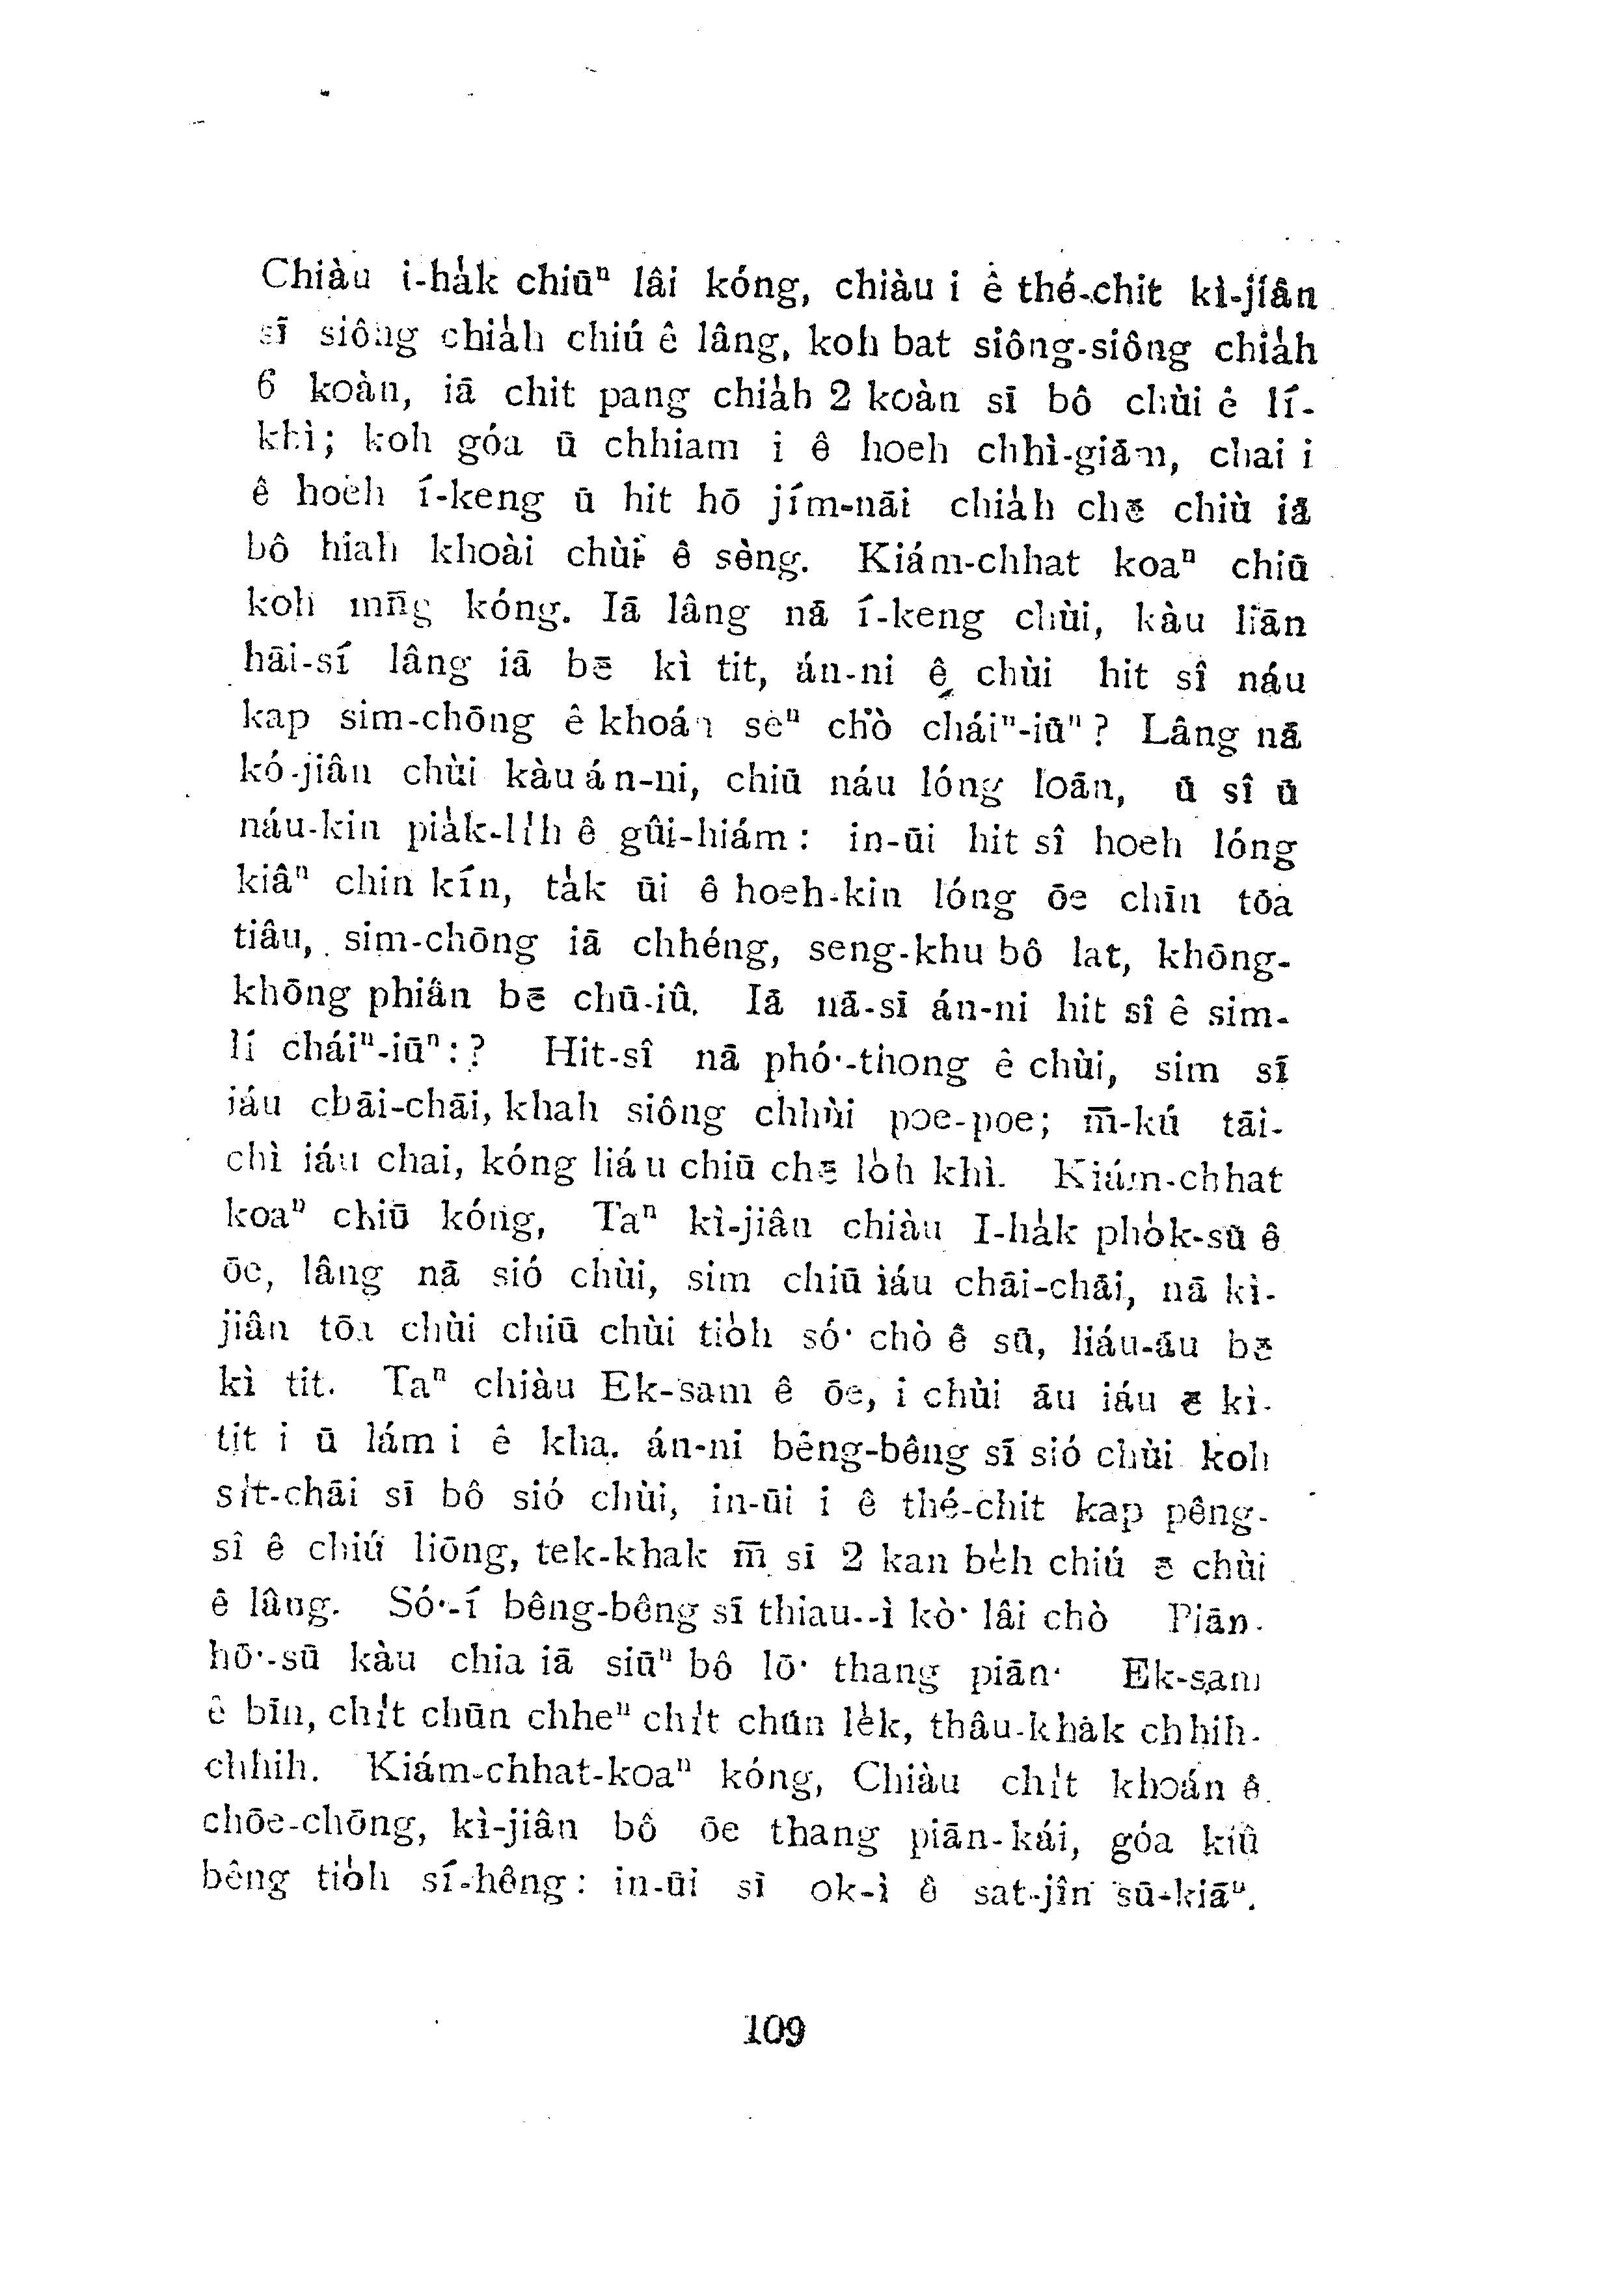 Chiàu i-ha̍k chiūⁿ lâi kóng, chiàu i ê thé-chit kì-jiân
sī siông chia̍h chiú ê lâng, koh bat siông-siông chia̍h
6 koàn, iā chit pang chia̍h 2 koàn sī bô chùi ê lí-
khì; koh góa ū chhiam i ê hoeh chhì-giām, chai i
ê hoeh í-keng ū hit hō jím-nāi chia̍h chē chiù iā
bô hiah khoài chùi ê sèng. Kiám-chhat koaⁿ chiū
koh mn̄g kóng. Iā lâng nā í-keng chùi, kàu liān
hāi-sí lâng iā bē kì tit, án-ni ê chùi hit sî náu
kap sim-chōng ê khoán sèⁿ chò cháiⁿ-iūⁿ? Lâng nā
kó-jiân chùi kàu án-ni, chiū náu lóng loān, ū sî ū
náu-kin pia̍k-li̍h ê gûi-hiám: in-ūi hit sî hoeh lóng
kiâⁿ chin kín, ta̍k ūi ê hoeh-kin lóng ōe chīn tōa
tiâu, sim-chōng iā chhéng, seng-khu bô lat, khōng-
khōng phiân bē chū-iû. Iā nā-sī án-ni hit sî ê sim-
lí cháiⁿ-iūⁿ:? Hit-sî nā phó͘-thong ê chùi, sim sī
iáu chāi-chāi, khah siông chhùi poe-poe; m̄-kú tāi-
chì iáu chai, kóng liáu chiū chē lo̍h khì. Kiám-chhat
koaⁿ chiū kóng, Taⁿ kì-jiân chiàu I-ha̍k pho̍k-sū ê
ōe, lâng nā sió chùi, sim chiū iáu chāi-chāi, nā kì-
jiân tōa chùi chiū chùi tio̍h só͘ chò ê sū, liáu-āu bē
kì tit. Taⁿ chiàu Ek-sam ê ōe, i chùi āu iáu ē kì-
tit i ū lám i ê kha. án-ni bêng-bêng sī sió chùi koh
si̍t-chāi sī bô sió chùi, in-ūi i ê thé-chit kap pêng-
sî ê chiú liōng, tek-khak m̄ sī 2 kan be̍h chiú ē chùi
ê lâng. Só͘-í bêng-bêng sī thiau--ì kò͘ lâi chò Piān-
hō͘-sū kàu chia iā siūⁿ bô lō͘ thang piān· Ek-sam
ê bīn, chi̍t chūn chheⁿ chi̍t chūn le̍k, thâu-kha̍k chhih-
chhih. Kiám-chhat-koaⁿ kóng, Chiàu chi̍t khoán ê
chōe-chōng, kì-jiân bô ōe thang piān-kái, góa kiû
bêng tio̍h sí-hêng: in-ūi sī ok-ì ê sat-jîn sū-kiāⁿ.
109